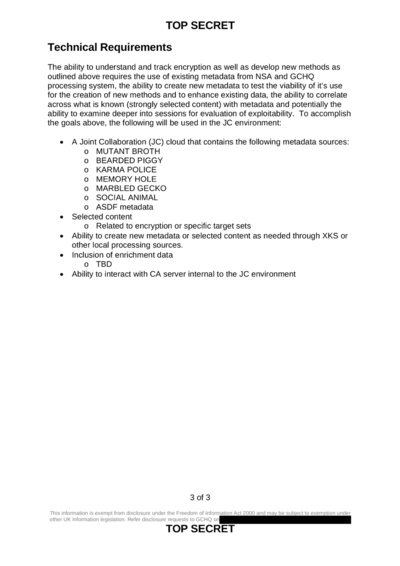 TOP SECRET
Technical Requirements
The ability to understand and track encryption as well as develop new methods as
outlined above requires the use of existing metadata from NSA and GCHQ
processing system, the ability to create new metadata to test the viability of it's use
for the creation of new methods and to enhance existing data, the ability to correlate
across what is known (strongly selected content) with metadata and potentially the
ability to examine deeper into sessions for evaluation of exploitability. To accomplish
the goals above, the following will be used in the JC environment:
• A Joint Collaboration (JC) cloud that contains the following metadata sources:
o MUTANT BROTH
o BEARDED PIGGY
o KARMA POLICE
o MEMORY HOLE
o MARBLED GECKO
o SOCIAL ANIMAL
o ASDF metadata
• Selected content
o Related to encryption or specific target sets
• Ability to create new metadata or selected content as needed through XKS or
other local processing sources.
• Inclusion of enrichment data
o TBD
• Ability to interact with CA server internal to the JC environment
3 of 3
This information is exempt from disclosure under the Freedom of Information Act 2000 and may be subject to exemption under
other UK information legislation. Refer disclosure requests to GCHQ on
TOP SECRET